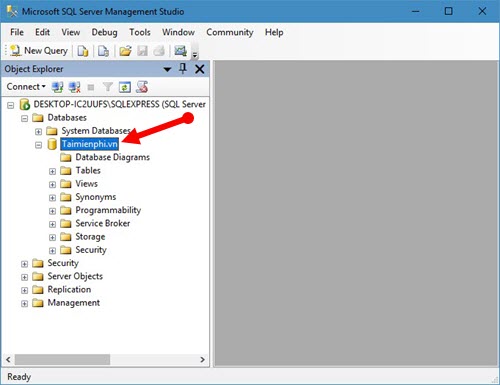 Microsoft SQL Server Management Studio
File Edit View Debug Tools Window Community Help
New Query
Object Explorer
Connect
DESKTOP-IC2UUFS\SQLEXPRESS (SQL Server
Databases
System Databases
Taimienphi.vn
Database Diagrams
Tables
Views
Synonyms
Programmability
Service Broker
Storage
Security
Security
Server Objects
Replication
Management
Ready